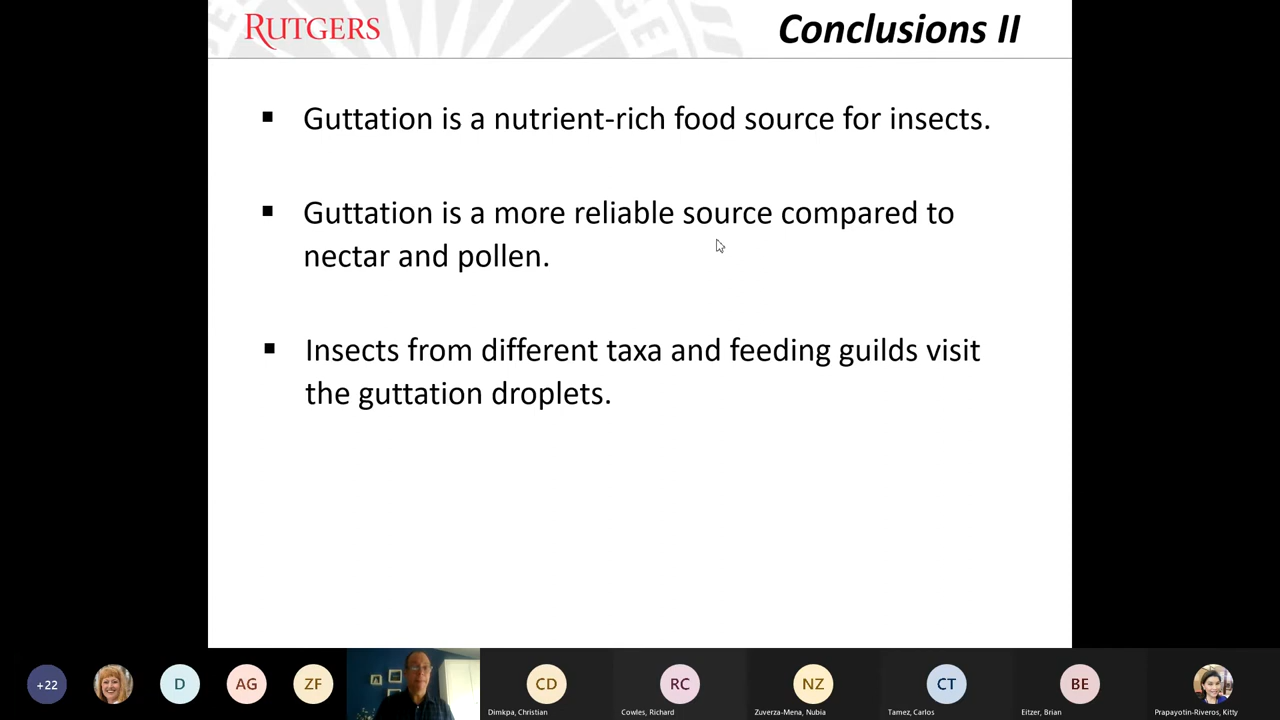 RUTGERS
Conclusions II
▪ Guttation is a nutrient-rich food source for insects.
▪ Guttation is a more reliable source compared to
nectar and pollen.
▪ Insects from different taxa and feeding guilds visit
the guttation droplets.
+22
D
AG
ZF
CD
Dimkpa, Christian
RC
Cowles, Richard
NZ
Zuverza-Mena, Nubia
CT
Tamez, Carlos
BE
Eitzer, Brian
Prapayotin-Riveros, Kitty